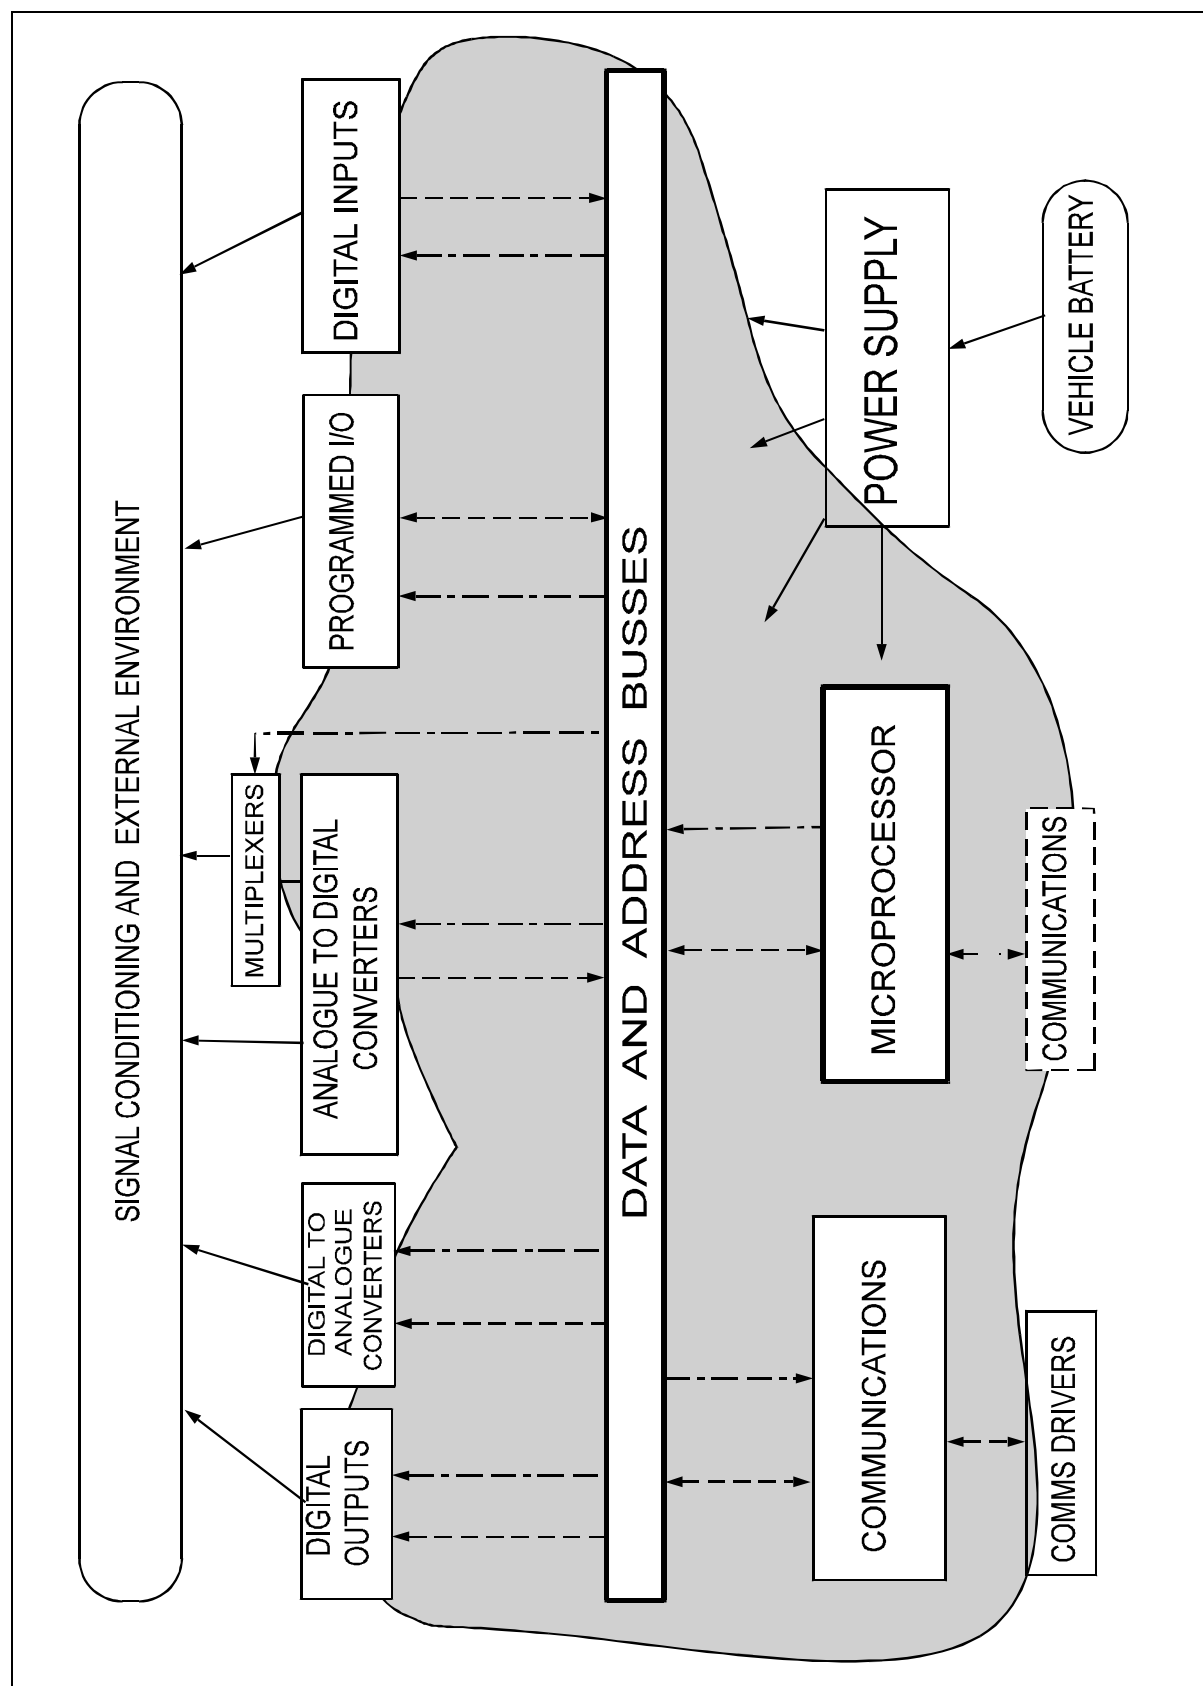 SIGNAL CONDITIONING AND EXTERNAL ENVIRONMENT
DIGITAL
OUTPUTS
DIGITAL TO
ANALOGUE
CONVERTERS
MULTIPLEXERS
ANALOGUE TO DIGITAL
CONVERTERS
PROGRAMMED I/O
DIGITAL INPUTS
DATA AND ADDRESS BUSSES
COMMUNICATIONS
MICROPROCESSOR
POWER SUPPLY
COMMS DRIVERS
COMMUNICATIONS
VEHICLE BATTERY